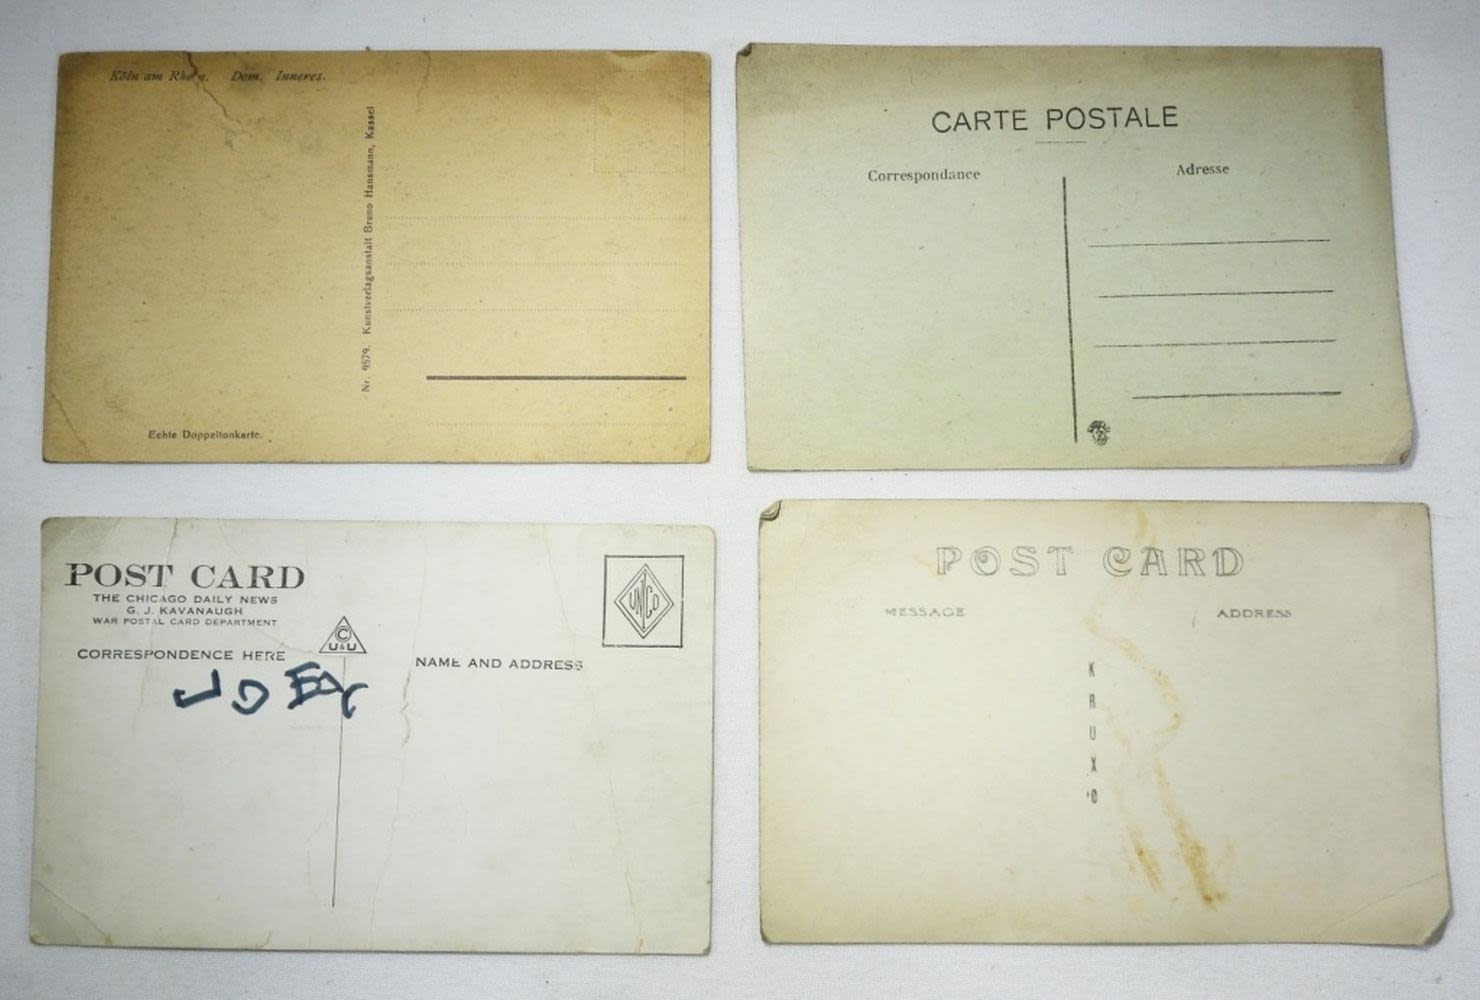 Köln am Rhein. Dom. Inneres.
Nr. 9579. Kunstverlagsanstalt Bruno Hansmann, Kassel
Echte Doppeltonkarte.
CARTE POSTALE
Correspondance
Adresse
POST CARD
THE CHICAGO DAILY NEWS
G. J. KAVANAUGH
WAR POSTAL CARD DEPARTMENT
CORRESPONDENCE HERE
C
U&U
NAME AND ADDRESS
UNCO
POST CARD
MESSAGE
ADDRESS
KRUXO